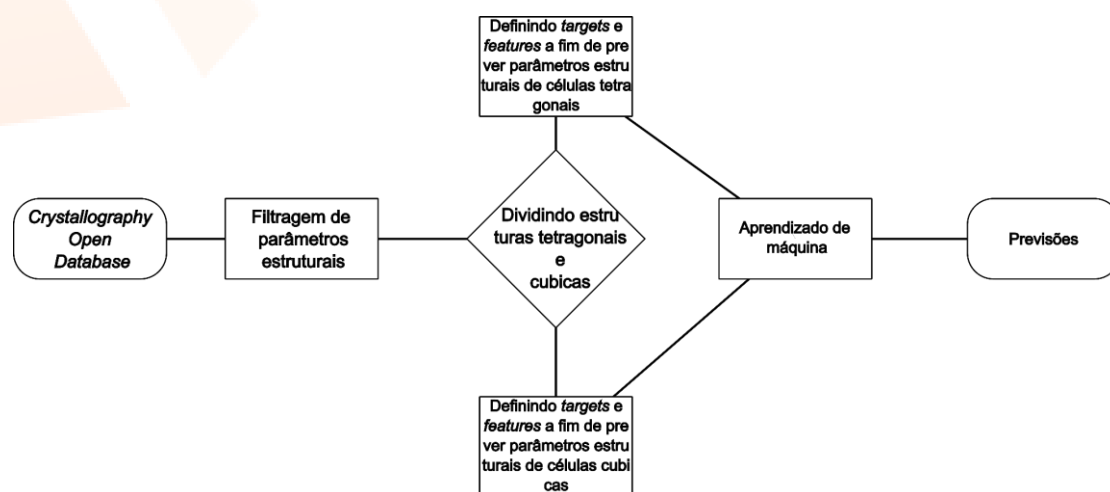 Definindo targets e
features a fim de pre
ver parâmetros estru
turais de células tetra
gonais
Crystallography
Open
Database
Filtragem de
parâmetros
estruturais
Dividindo estru
turas tetragonais
e
cubicas
Aprendizado de
máquina
Previsões
Definindo targets e
features a fim de pre
ver parâmetros estru
turais de células cubi
cas